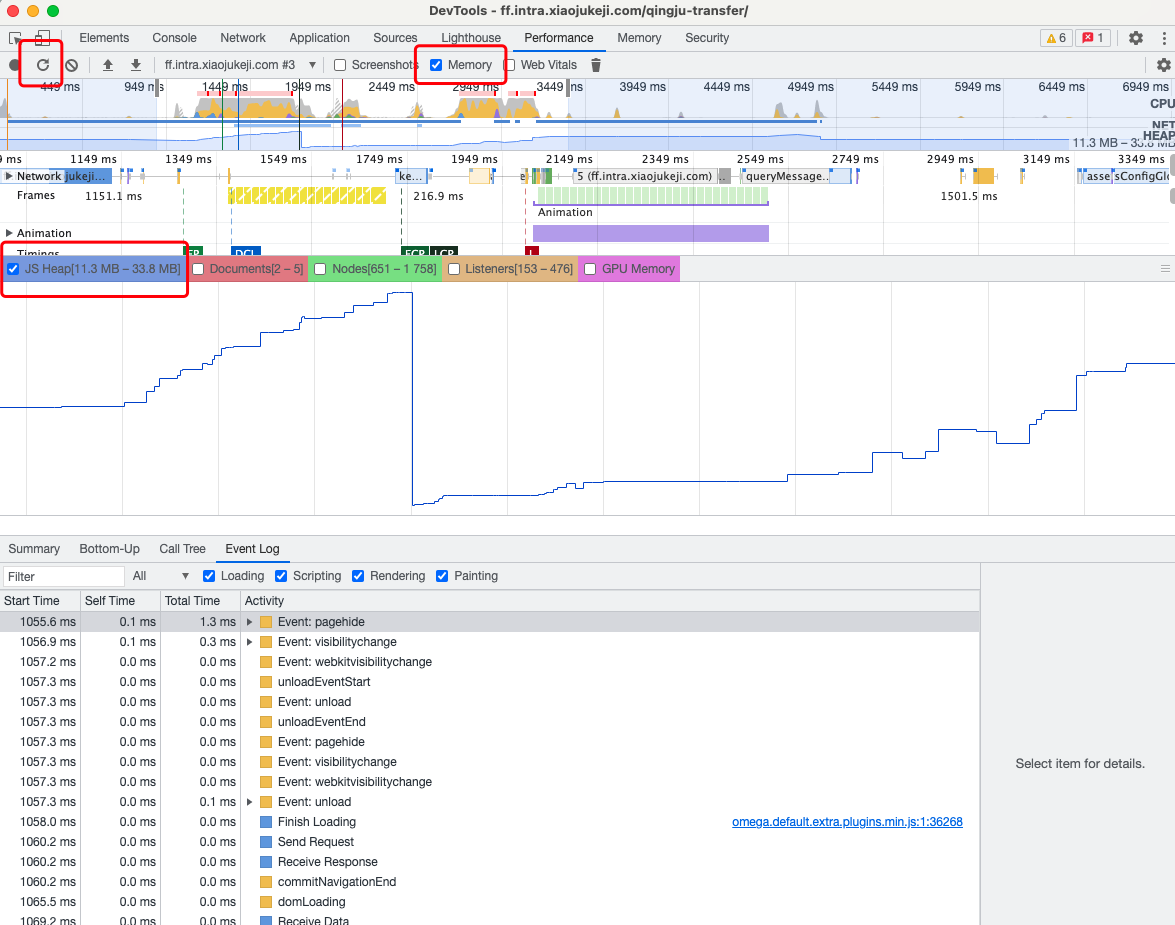 DevTools - ff.intra.xiaojukeji.com/qingju-transfer/
Elements Console Network Application Sources Lighthouse Performance Memory Security 6 1
ff.intra.xiaojukeji.com #3 Screenshots Memory Web Vitals
449 ms 949 ms 1449 ms 1949 ms 2449 ms 2949 ms 3449 ms 3949 ms 4449 ms 4949 ms 5449 ms 5949 ms 6449 ms 6949 ms
CPU
NET
HEAP
11.3 MB – 33.8 MB
9 ms 1149 ms 1349 ms 1549 ms 1749 ms 1949 ms 2149 ms 2349 ms 2549 ms 2749 ms 2949 ms 3149 ms 3349 ms
Network jukeji... ke... 5 (ff.intra.xiaojukeji.com) ... queryMessage... asse sConfigGlo
Frames 1151.1 ms 216.9 ms 1501.5 ms
Animation
Animation
Timings FP DCL FCP LCP L
JS Heap[11.3 MB – 33.8 MB] Documents[2 – 5] Nodes[651 – 1 758] Listeners[153 – 476] GPU Memory
Summary Bottom-Up Call Tree Event Log
Filter All Loading Scripting Rendering Painting
Start Time Self Time Total Time Activity
1055.6 ms 0.1 ms 1.3 ms Event: pagehide
1056.9 ms 0.1 ms 0.3 ms Event: visibilitychange
1057.2 ms 0.0 ms 0.0 ms Event: webkitvisibilitychange
1057.3 ms 0.0 ms 0.0 ms unloadEventStart
1057.3 ms 0.0 ms 0.0 ms Event: unload
1057.3 ms 0.0 ms 0.0 ms unloadEventEnd
1057.3 ms 0.0 ms 0.0 ms Event: pagehide
1057.3 ms 0.0 ms 0.0 ms Event: visibilitychange
1057.3 ms 0.0 ms 0.0 ms Event: webkitvisibilitychange
1057.3 ms 0.0 ms 0.1 ms Event: unload
1058.0 ms 0.0 ms 0.0 ms Finish Loading omega.default.extra.plugins.min.js:1:36268
1060.2 ms 0.0 ms 0.0 ms Send Request
1060.2 ms 0.0 ms 0.0 ms Receive Response
1060.2 ms 0.0 ms 0.0 ms commitNavigationEnd
1065.5 ms 0.0 ms 0.0 ms domLoading
1069.2 ms 0.0 ms 0.0 ms Receive Data
Select item for details.